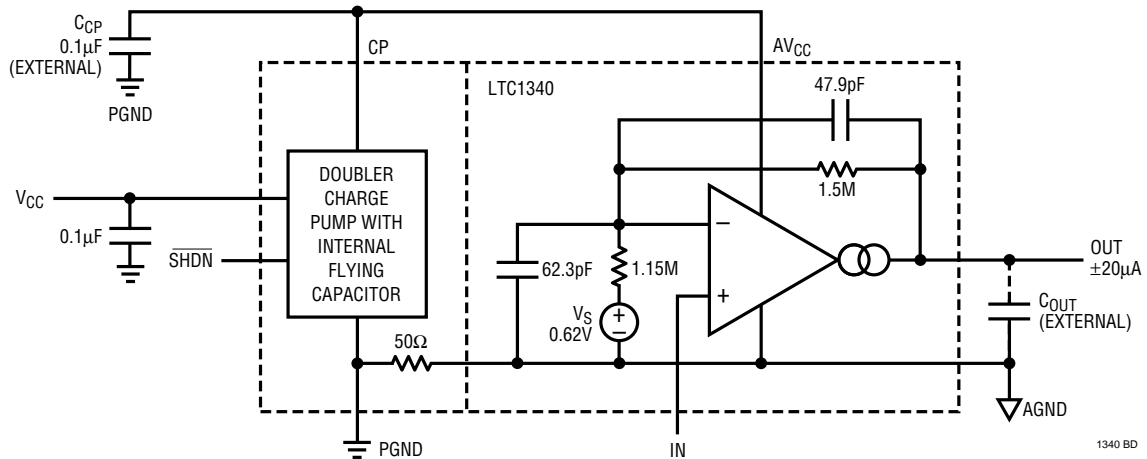 C_CP
0.1µF
(EXTERNAL)
PGND
CP
AV_CC
LTC1340
47.9pF
1.5M
DOUBLER
CHARGE
PUMP WITH
INTERNAL
FLYING
CAPACITOR
V_CC
0.1µF
S̅H̅D̅N̅
62.3pF
1.15M
V_S
0.62V
+
−
−
+
OUT
±20µA
C_OUT
(EXTERNAL)
50Ω
AGND
PGND
IN
1340 BD